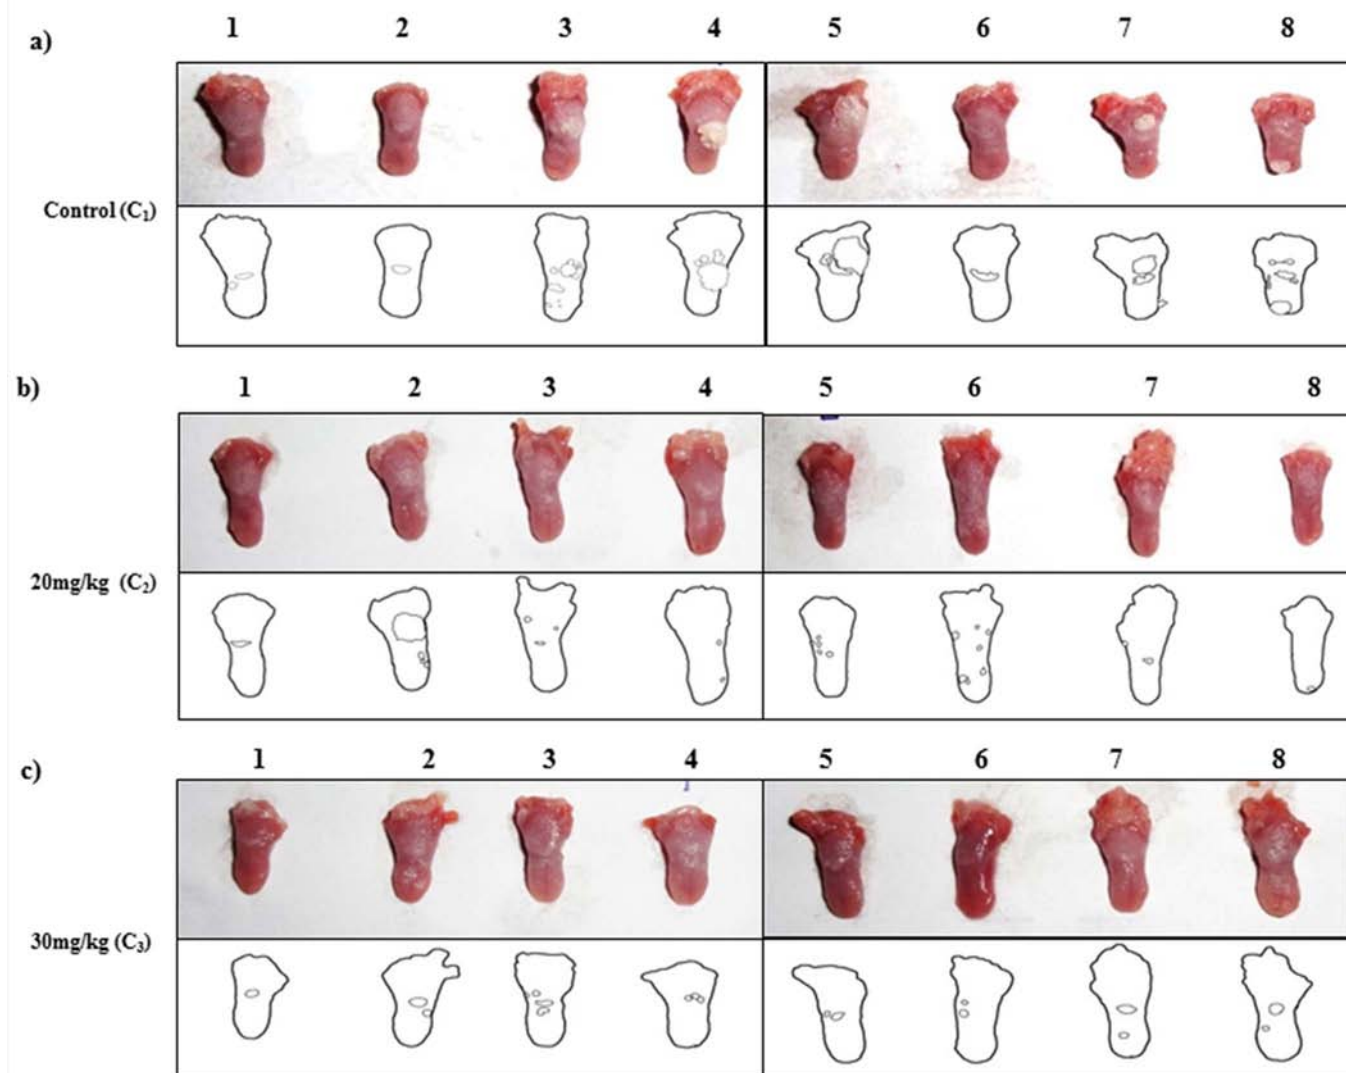 a) 1 2 3 4 5 6 7 8
Control (C₁)
b) 1 2 3 4 5 6 7 8
20mg/kg (C₂)
c) 1 2 3 4 5 6 7 8
30mg/kg (C₃)